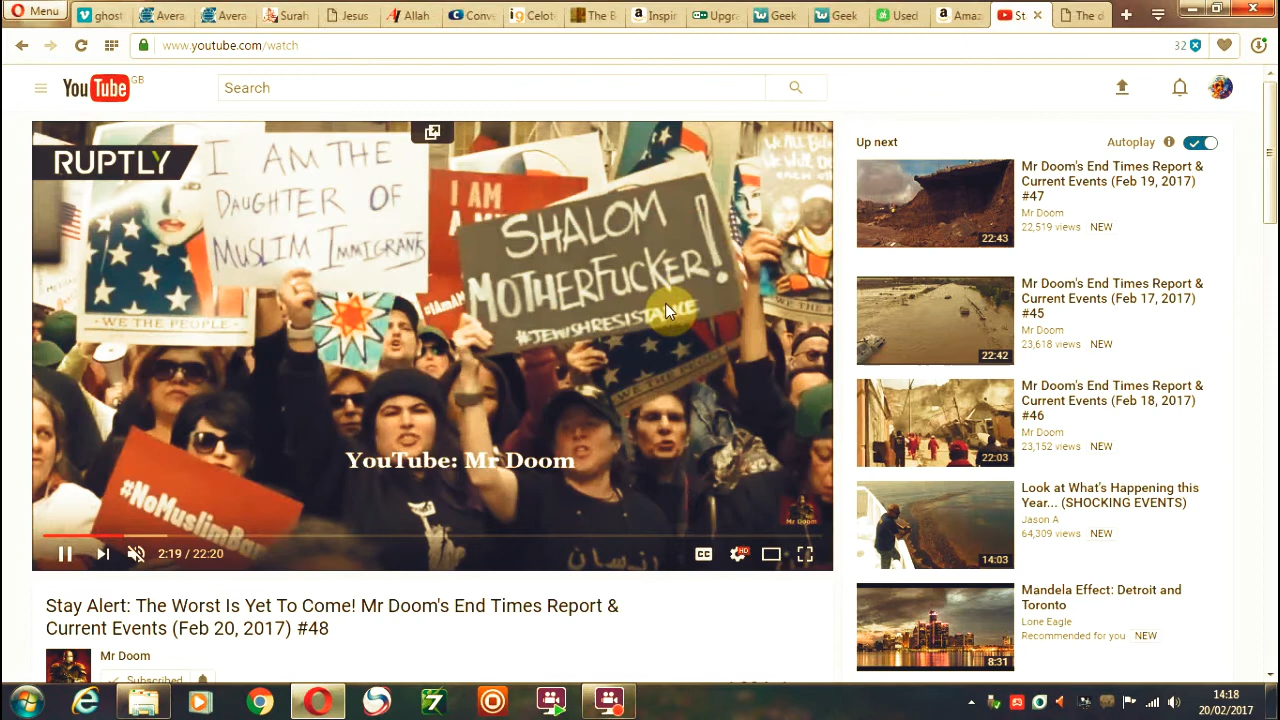 Menu
ghost
Avera
Avera
Surah
Jesus
Allah
Conv
Celot
The B
Inspir
Upgra
Geek
Geek
Used
Amaz
St
The d
www.youtube.com/watch
32
YouTube GB
Search
RUPTLY
I AM THE
DAUGHTER OF
MUSLIM IMMIGRANTS
I AM
SHALOM
MOTHERFUCKER!
#JEWISHRESISTANCE
#IAmAM
-WE THE PEOPLE-
WE THE
#NoMuslimBan
YouTube: Mr Doom
Mr Doom
2:19 / 22:20
CC
HD
Stay Alert: The Worst Is Yet To Come! Mr Doom's End Times Report &
Current Events (Feb 20, 2017) #48
Mr Doom
Subscribed
Up next
Autoplay
Mr Doom's End Times Report &
Current Events (Feb 19, 2017)
#47
Mr Doom
22,519 views NEW
22:43
Mr Doom's End Times Report &
Current Events (Feb 17, 2017)
#45
Mr Doom
23,618 views NEW
22:42
Mr Doom's End Times Report &
Current Events (Feb 18, 2017)
#46
Mr Doom
23,152 views NEW
22:03
Look at What's Happening this
Year... (SHOCKING EVENTS)
Jason A
64,309 views NEW
14:03
Mandela Effect: Detroit and
Toronto
Lone Eagle
Recommended for you NEW
8:31
14:18
20/02/2017